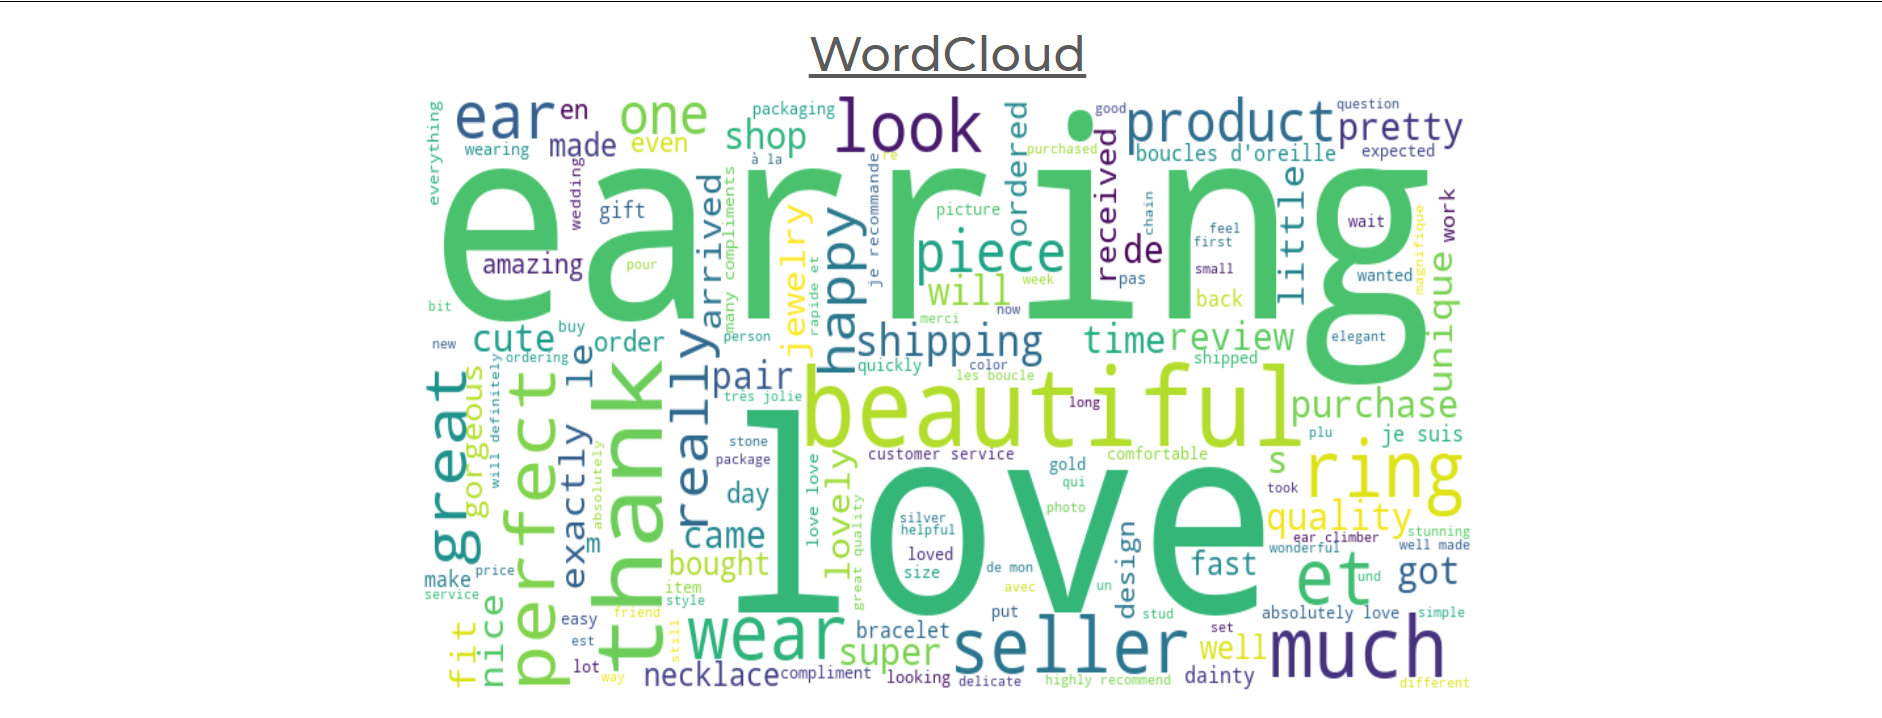 WordCloud
everything
ear
en
one
packaging
look
ordered
good
product
question
pretty
wearing
made
even
shop
à la
re
purchased
received
boucles d'oreille
expected
earring
wedding
gift
arrived
many compliments
jewelry
happy
je recommande
picture
piece
de
chain
feel
first
little
wait
magnifique
work
amazing
pour
rapide et
will
week
pas
small
back
wanted
unique
bit
merci
now
new
cute
buy
order
person
shipping
time
review
shipped
elegant
ordering
le
really
quickly
color
les boucle
great
gorgeous
will definitely
perfect
exactly
thank
pair
très jolie
beautiful
long
purchase
plu
je suis
absolutely
m
stone
package
day
came
bought
love love
lovely
great quality
customer service
gold
qui
photo
comfortable
s
ring
took
quality
stunning
ear climber
wonderful
well made
love
silver
helpful
loved
size
de mon
avec
un
design
fast
et
und
got
make
price
service
item
style
friend
easy
est
nice
fit
still
wear
bracelet
put
stud
absolutely love
simple
super
seller
set
well
much
lot
way
necklace
compliment
looking
delicate
highly recommend
dainty
different